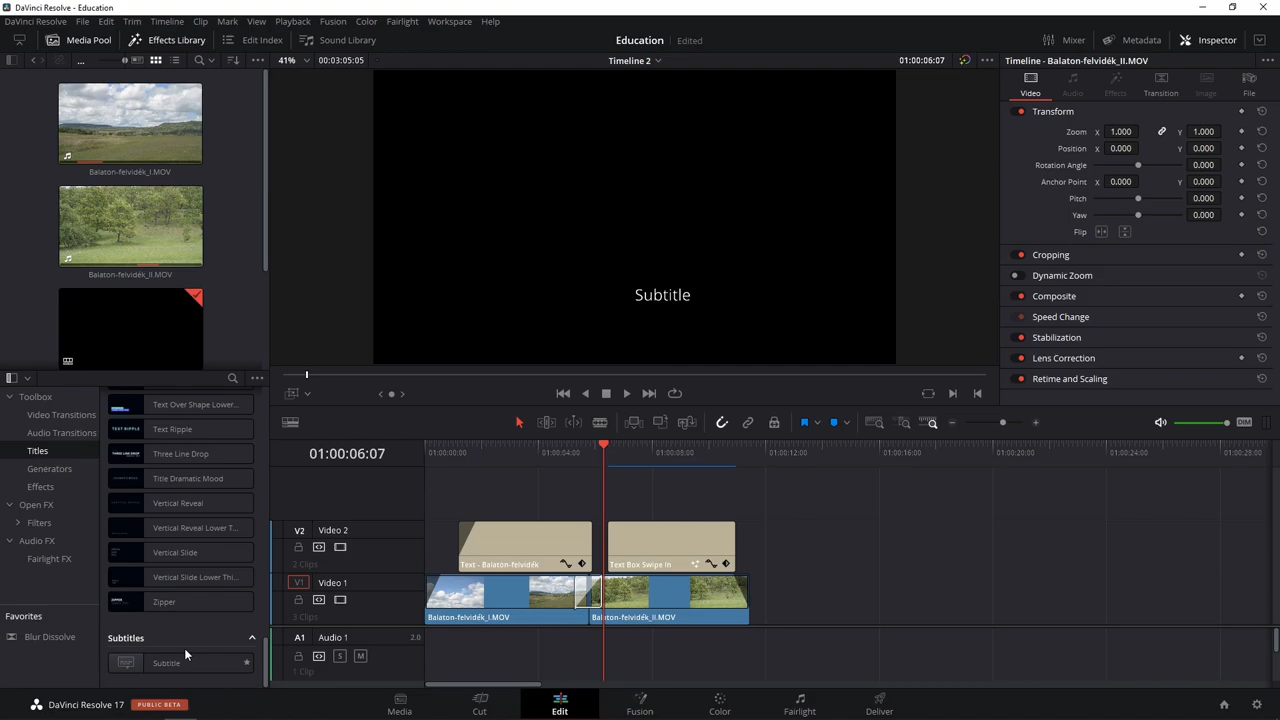 DaVinci Resolve - Education
DaVinci Resolve File Edit Trim Timeline Clip Mark View Playback Fusion Color Fairlight Workspace Help
Media Pool Effects Library Edit Index Sound Library Education Edited Mixer Metadata Inspector
... 41% 00:03:05:05 Timeline 2 01:00:06:07 Timeline - Balaton-felvidék_II.MOV
Video Audio Effects Transition Image File
Transform
Zoom X 1.000 Y 1.000
Position X 0.000 Y 0.000
Rotation Angle 0.000
Anchor Point X 0.000 Y 0.000
Pitch 0.000
Yaw 0.000
Flip
Cropping
Dynamic Zoom
Composite
Speed Change
Stabilization
Lens Correction
Retime and Scaling
Balaton-felvidék_I.MOV
Balaton-felvidék_II.MOV
Subtitle
Toolbox
Video Transitions
Audio Transitions
Titles
Generators
Effects
Open FX
Filters
Audio FX
Fairlight FX
Favorites
Blur Dissolve
Text Over Shape Lower...
Text Ripple
Three Line Drop
Title Dramatic Mood
Vertical Reveal
Vertical Reveal Lower T...
Vertical Slide
Vertical Slide Lower Thi...
Zipper
Subtitles
Subtitle
DIM
01:00:06:07
01:00:00:00 01:00:04:00 01:00:08:00 01:00:12:00 01:00:16:00 01:00:20:00 01:00:24:00 01:00:28:00
V2 Video 2
2 Clips
Text - Balaton-felvidék Text Box Swipe In
V1 Video 1
3 Clips
Balaton-felvidék_I.MOV Balaton-felvidék_II.MOV
A1 Audio 1 2.0
S M
1 Clip
DaVinci Resolve 17 PUBLIC BETA
Media Cut Edit Fusion Color Fairlight Deliver